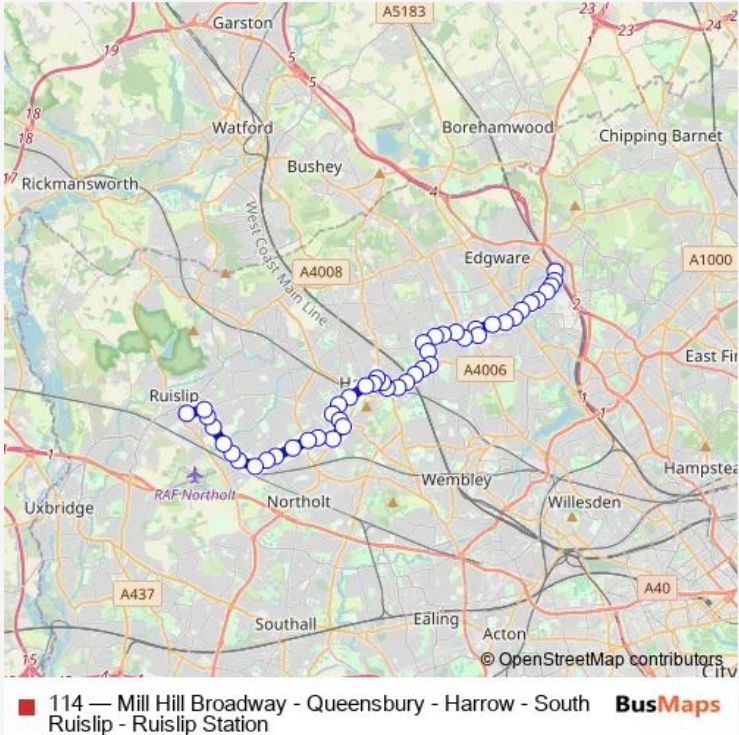 A5183
23
Garston
23
24
1
19
5
5
18
18
Watford
Borehamwood
Chipping Barnet
Bushey
17
Rickmansworth
4
West Coast Main Line
A4008
Edgware
A1000
2
East Fi
A4006
H
Ruislip
1
1
1
RAF Northolt
Wembley
Hampstea
Northolt
Willesden
Uxbridge
A437
A40
Southall
Ealing
Acton
15
© OpenStreetMap contributors
City
114 — Mill Hill Broadway - Queensbury - Harrow - South
Ruislip - Ruislip Station
BusMaps